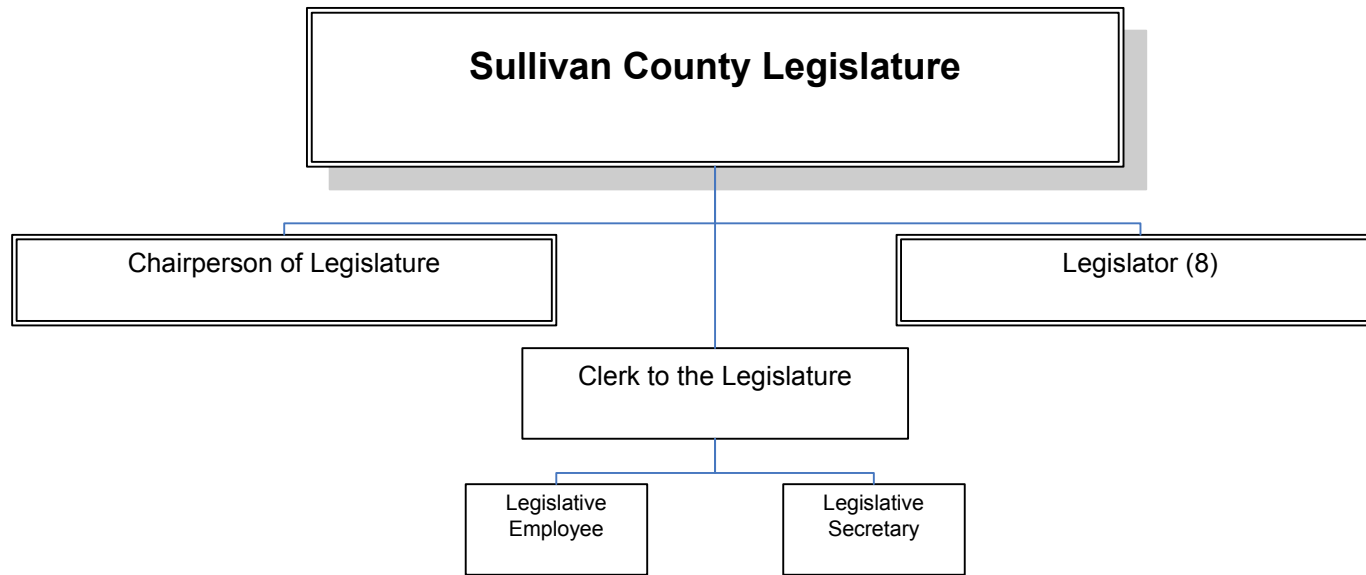 Sullivan County Legislature
Chairperson of Legislature
Legislator (8)
Clerk to the Legislature
Legislative
Employee
Legislative
Secretary